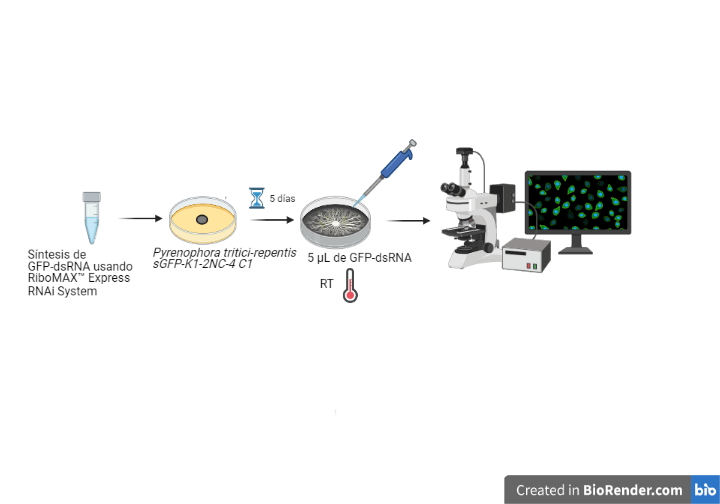 Síntesis de
GFP-dsRNA usando
RiboMAX™ Express
RNAi System
Pyrenophora tritici-repentis
sGFP-K1-2NC-4 C1
5 días
5 µL de GFP-dsRNA
RT
Created in BioRender.com bio